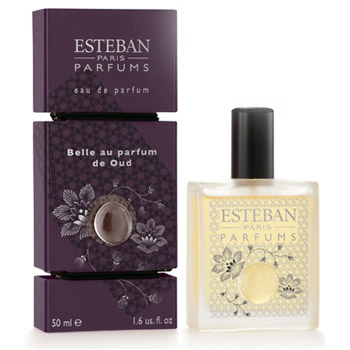 ESTEBAN
PARIS
PARFUMS
eau de parfum
Belle au parfum
de Oud
50 ml e 1.6 us. fl. oz
ESTEBAN
PARIS
PARFUMS